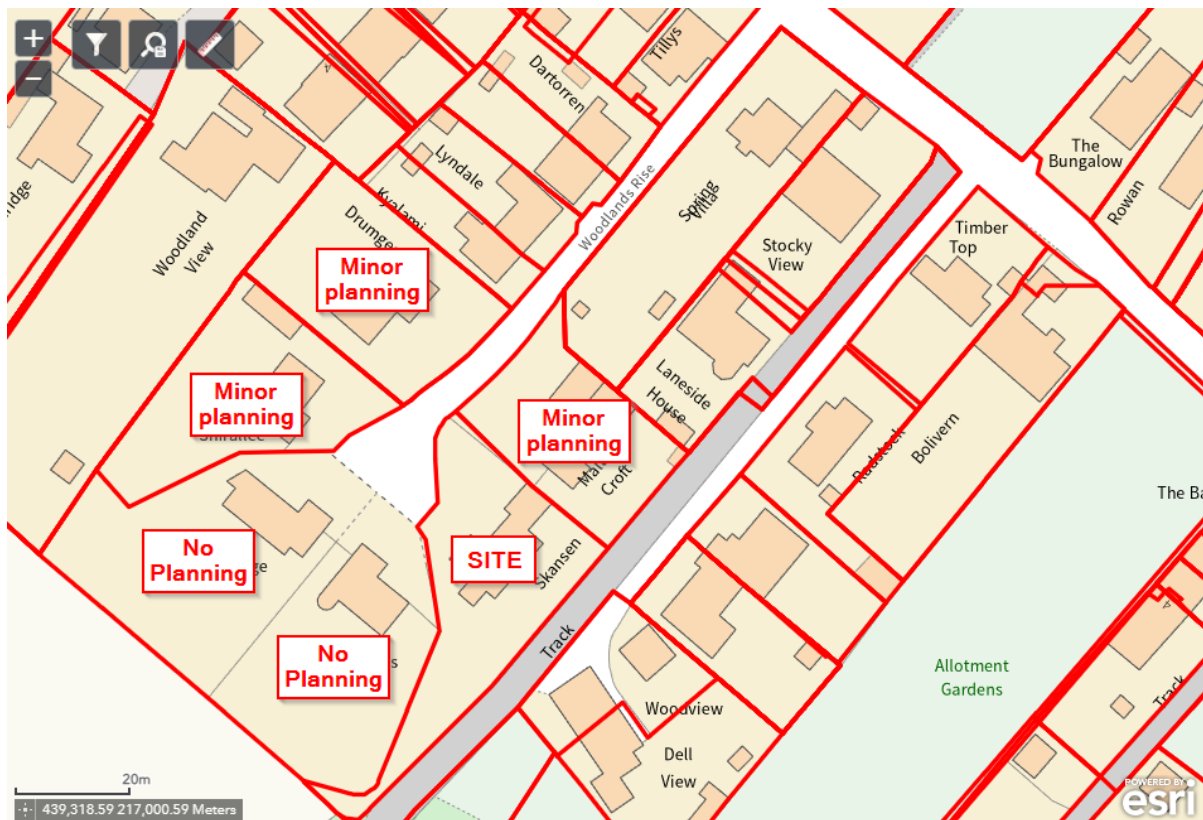 +
−
Tillys
Dartorren
Lyndale
Kyalami
Woodlands Rise
Spring
Villa
Woodland
View
The
Bungalow
Rowan
Timber
Top
Stocky
View
Minor
planning
Laneside
House
Minor
planning
Minor
planning
Croft
Radstock
Bolivern
The Ba
No
Planning
SITE
Skansen
Track
No
Planning
Allotment
Gardens
Track
Woodview
Dell
View
20m
439,318.59 217,000.59 Meters
POWERED BY
esri